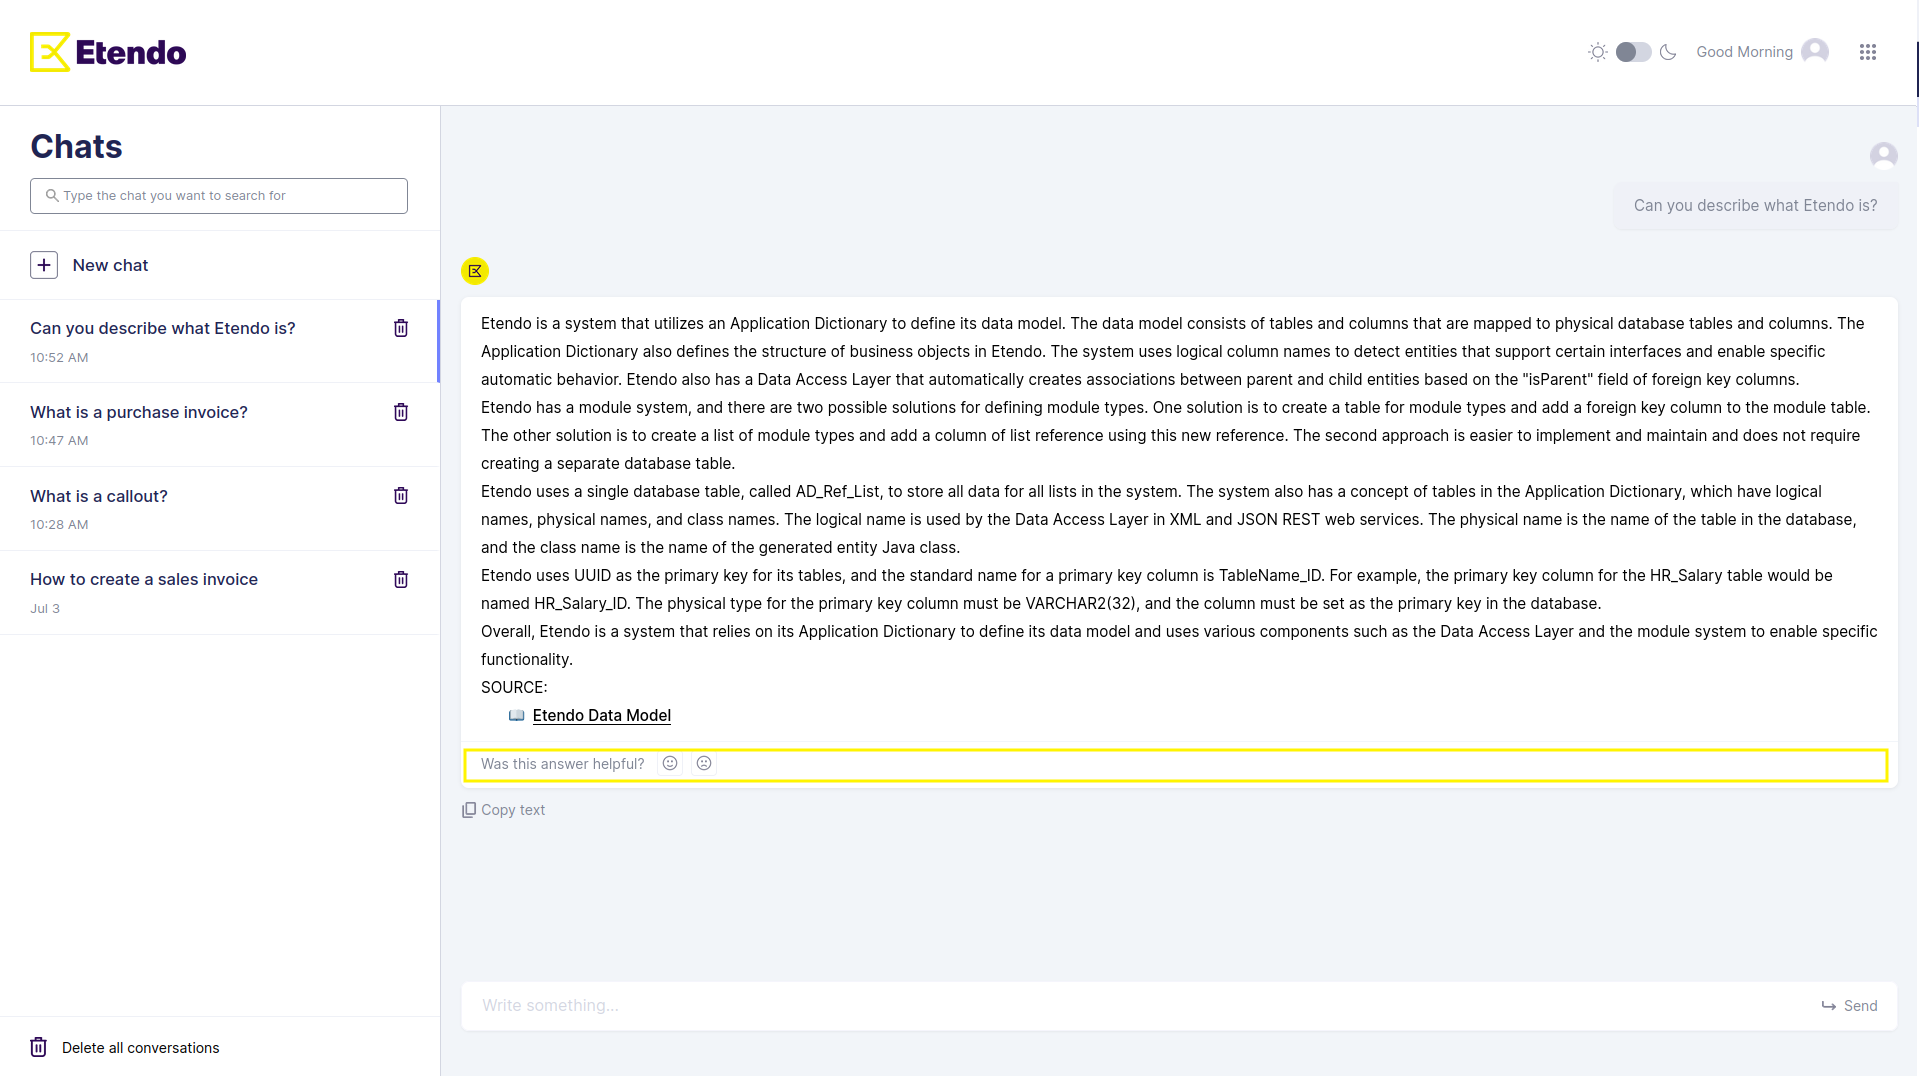 Etendo
Good Morning
Chats
Type the chat you want to search for
New chat
Can you describe what Etendo is?
10:52 AM
What is a purchase invoice?
10:47 AM
What is a callout?
10:28 AM
How to create a sales invoice
Jul 3
Delete all conversations
Can you describe what Etendo is?
Etendo is a system that utilizes an Application Dictionary to define its data model. The data model consists of tables and columns that are mapped to physical database tables and columns. The
Application Dictionary also defines the structure of business objects in Etendo. The system uses logical column names to detect entities that support certain interfaces and enable specific
automatic behavior. Etendo also has a Data Access Layer that automatically creates associations between parent and child entities based on the "isParent" field of foreign key columns.
Etendo has a module system, and there are two possible solutions for defining module types. One solution is to create a table for module types and add a foreign key column to the module table.
The other solution is to create a list of module types and add a column of list reference using this new reference. The second approach is easier to implement and maintain and does not require
creating a separate database table.
Etendo uses a single database table, called AD_Ref_List, to store all data for all lists in the system. The system also has a concept of tables in the Application Dictionary, which have logical
names, physical names, and class names. The logical name is used by the Data Access Layer in XML and JSON REST web services. The physical name is the name of the table in the database,
and the class name is the name of the generated entity Java class.
Etendo uses UUID as the primary key for its tables, and the standard name for a primary key column is TableName_ID. For example, the primary key column for the HR_Salary table would be
named HR_Salary_ID. The physical type for the primary key column must be VARCHAR2(32), and the column must be set as the primary key in the database.
Overall, Etendo is a system that relies on its Application Dictionary to define its data model and uses various components such as the Data Access Layer and the module system to enable specific
functionality.
SOURCE:
Etendo Data Model
Was this answer helpful?
Copy text
Write something...
Send